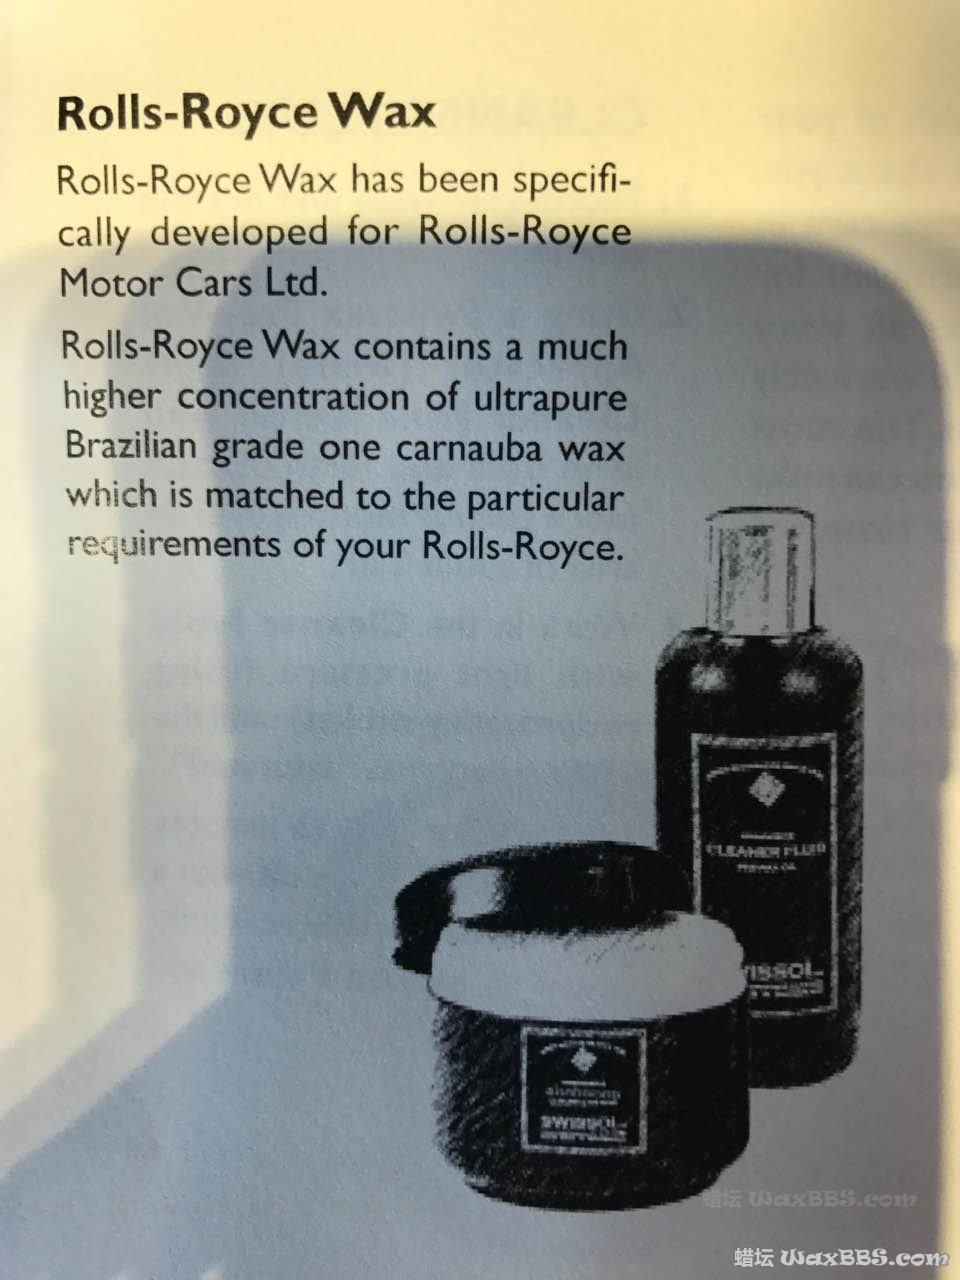 Rolls-Royce Wax
Rolls-Royce Wax has been specifi-
cally developed for Rolls-Royce
Motor Cars Ltd.
Rolls-Royce Wax contains a much
higher concentration of ultrapure
Brazilian grade one carnauba wax
which is matched to the particular
requirements of your Rolls-Royce.
CLEANER FLUID
SWISSOL
蜡坛 WaxBBS.com
蜡坛 WaxBBS.com